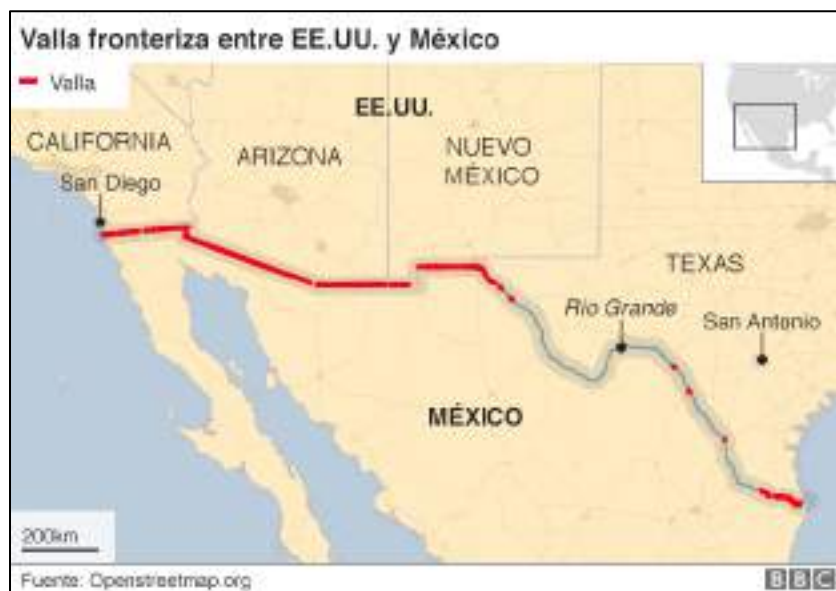 Valla fronteriza entre EE.UU. y México
Valla
EE.UU.
CALIFORNIA
ARIZONA
NUEVO
MÉXICO
San Diego
TEXAS
Rio Grande
San Antonio
MÉXICO
200km
Fuente: Openstreetmap.org
BBC